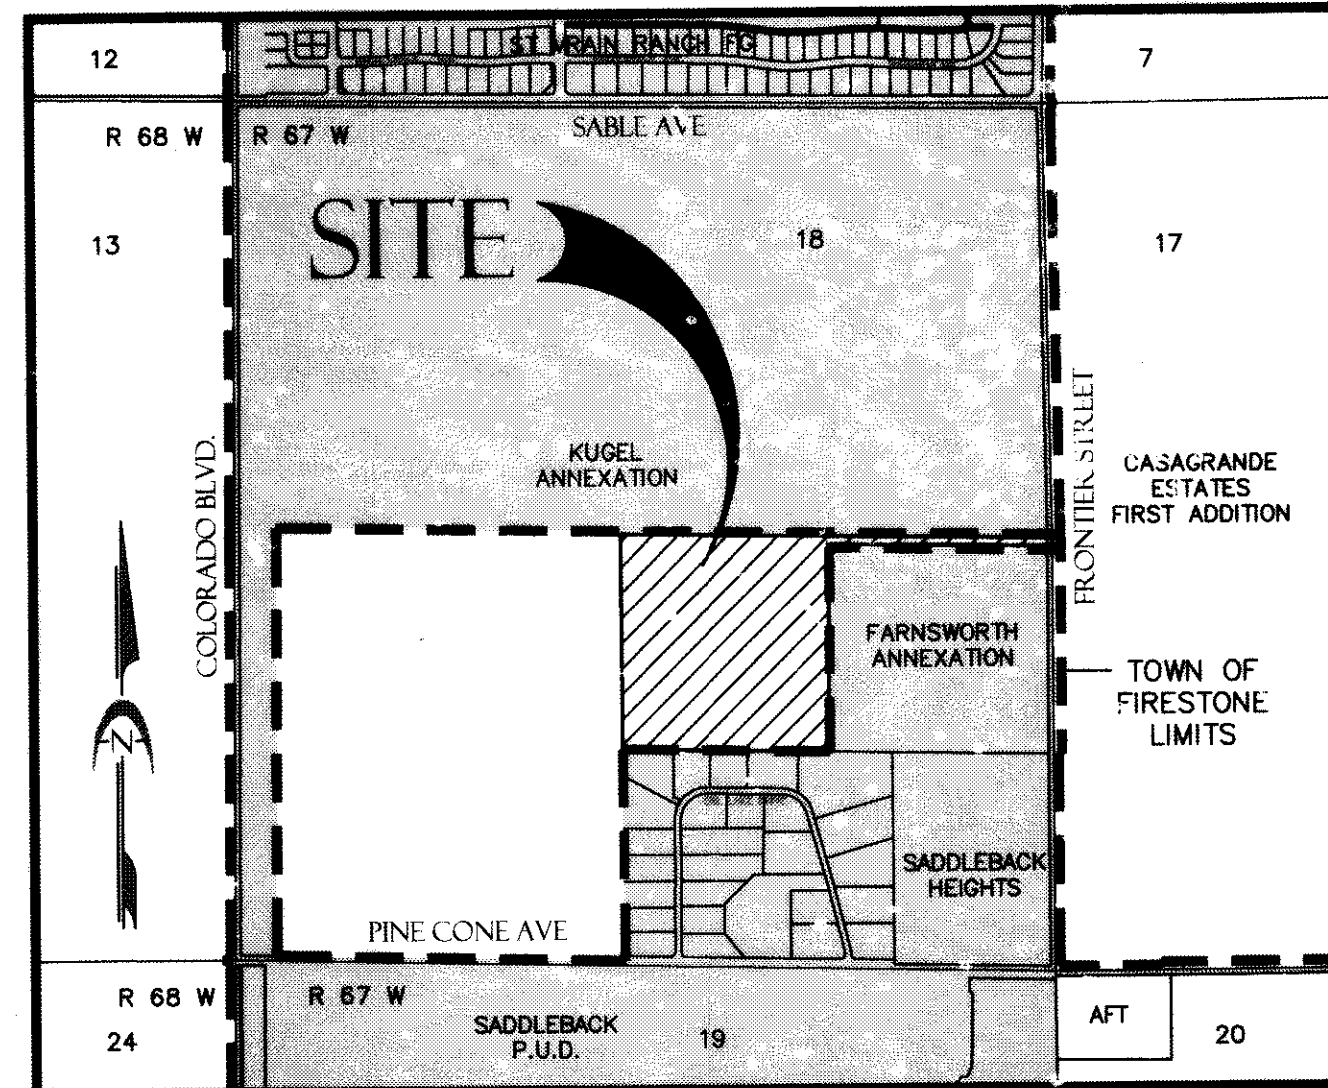 12
ST VRAIN RANCH FG
7
R 68 W
R 67 W
SABLE AVE
SITE
13
18
17
COLORADO BLVD.
KUGEL
ANNEXATION
FRONTIER STREET
CASAGRANDE
ESTATES
FIRST ADDITION
FARNSWORTH
ANNEXATION
TOWN OF
FIRESTONE
LIMITS
N
SADDLEBACK
HEIGHTS
PINE CONE AVE
R 68 W
R 67 W
24
SADDLEBACK
P.U.D.
19
AFT
20